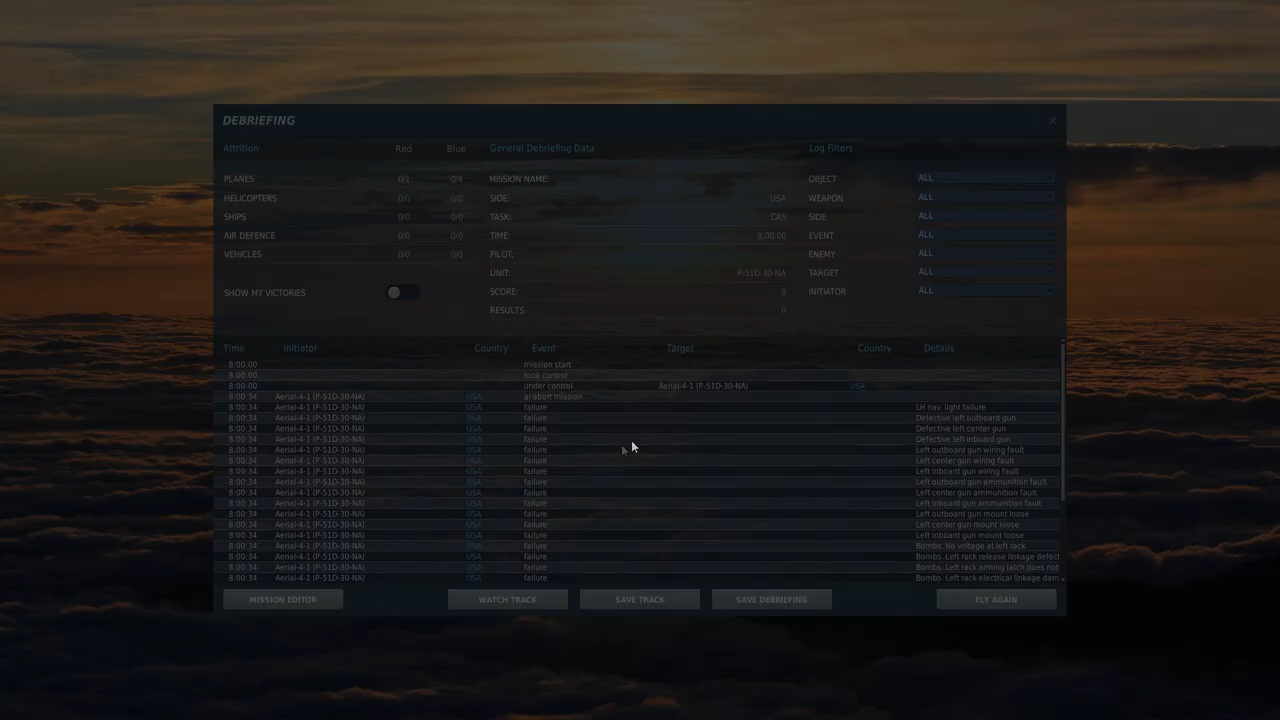 DEBRIEFING
Attrition Red Blue General Debriefing Data Log Filters
PLANES 0/1 0/4 MISSION NAME: OBJECT ALL
HELICOPTERS 0/0 0/0 SIDE: USA WEAPON ALL
SHIPS 0/0 0/0 TASK: CAS SIDE ALL
AIR DEFENCE 0/0 0/0 TIME: 8:00:00 EVENT ALL
VEHICLES 0/0 0/0 PILOT: ENEMY ALL
UNIT: P-51D-30-NA TARGET ALL
SHOW MY VICTORIES SCORE: 0 INITIATOR ALL
RESULTS 0
Time Initiator Country Event Target Country Details
8:00:00 mission start
8:00:00 took control
8:00:00 under control Aerial-4-1 (P-51D-30-NA) USA
8:00:34 Aerial-4-1 (P-51D-30-NA) USA ai abort mission
8:00:34 Aerial-4-1 (P-51D-30-NA) USA failure LH nav. light failure
8:00:34 Aerial-4-1 (P-51D-30-NA) USA failure Defective left outboard gun
8:00:34 Aerial-4-1 (P-51D-30-NA) USA failure Defective left center gun
8:00:34 Aerial-4-1 (P-51D-30-NA) USA failure Defective left inboard gun
8:00:34 Aerial-4-1 (P-51D-30-NA) USA failure Left outboard gun wiring fault
8:00:34 Aerial-4-1 (P-51D-30-NA) USA failure Left center gun wiring fault
8:00:34 Aerial-4-1 (P-51D-30-NA) USA failure Left inboard gun wiring fault
8:00:34 Aerial-4-1 (P-51D-30-NA) USA failure Left outboard gun ammunition fault
8:00:34 Aerial-4-1 (P-51D-30-NA) USA failure Left center gun ammunition fault
8:00:34 Aerial-4-1 (P-51D-30-NA) USA failure Left inboard gun ammunition fault
8:00:34 Aerial-4-1 (P-51D-30-NA) USA failure Left outboard gun mount loose
8:00:34 Aerial-4-1 (P-51D-30-NA) USA failure Left center gun mount loose
8:00:34 Aerial-4-1 (P-51D-30-NA) USA failure Left inboard gun mount loose
8:00:34 Aerial-4-1 (P-51D-30-NA) USA failure Bombs. No voltage at left rack
8:00:34 Aerial-4-1 (P-51D-30-NA) USA failure Bombs. Left rack release linkage defect
8:00:34 Aerial-4-1 (P-51D-30-NA) USA failure Bombs. Left rack arming latch does not
8:00:34 Aerial-4-1 (P-51D-30-NA) USA failure Bombs. Left rack electrical linkage dam
MISSION EDITOR WATCH TRACK SAVE TRACK SAVE DEBRIEFING FLY AGAIN